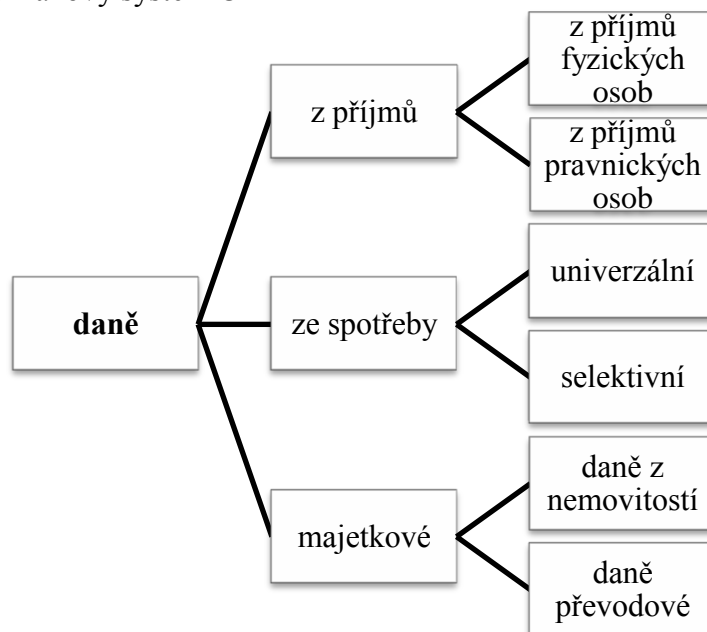 z příjmů
fyzických
osob
z příjmů
z příjmů
pravnických
osob
univerzální
daně
ze spotřeby
selektivní
daně z
nemovitostí
majetkové
daně
převodové